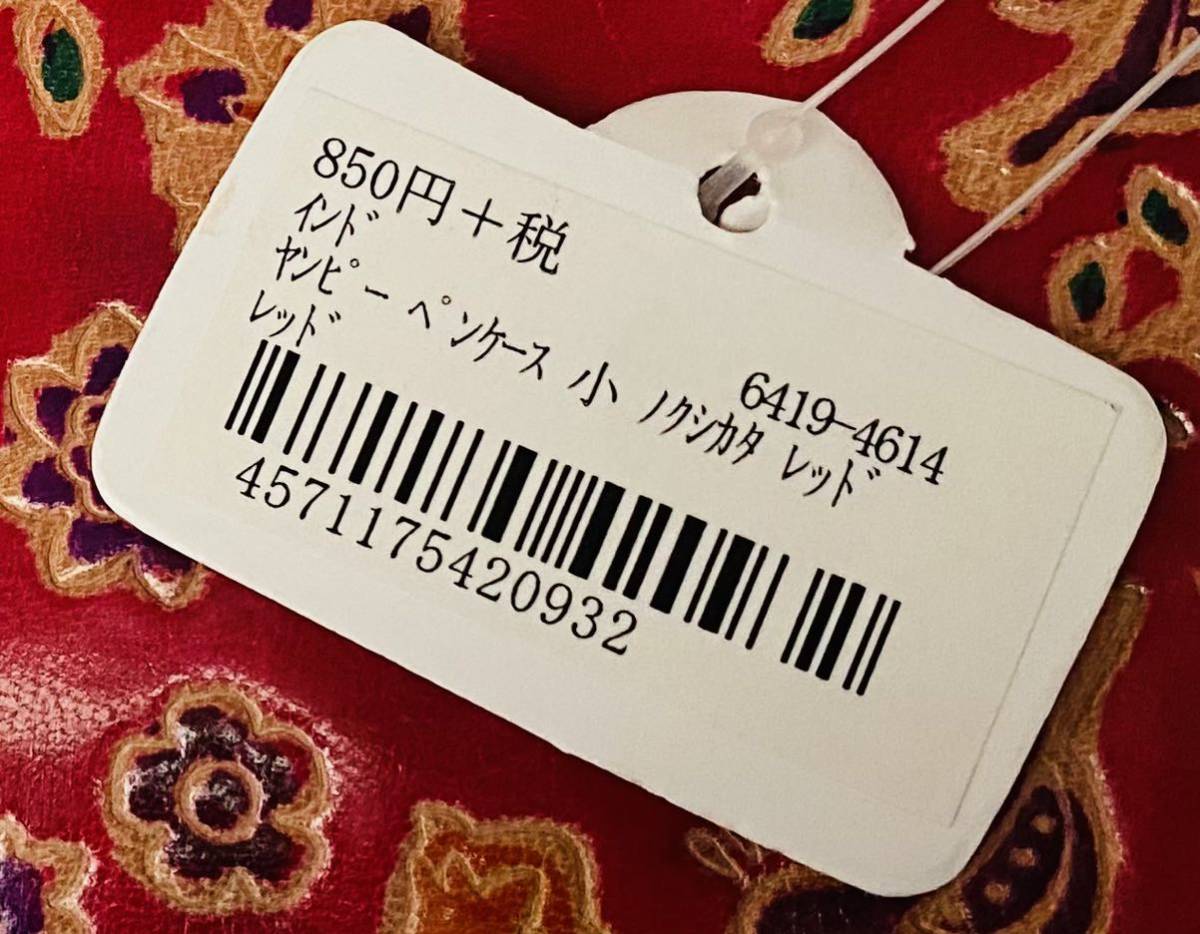 850円＋税
ｲﾝﾄﾞ
6419-4614
ﾔﾝﾋﾟｰ ﾍﾟﾝｹｰｽ 小 ﾉｸｼｶﾀ ﾚｯﾄﾞ
ﾚｯﾄﾞ
4571175420932